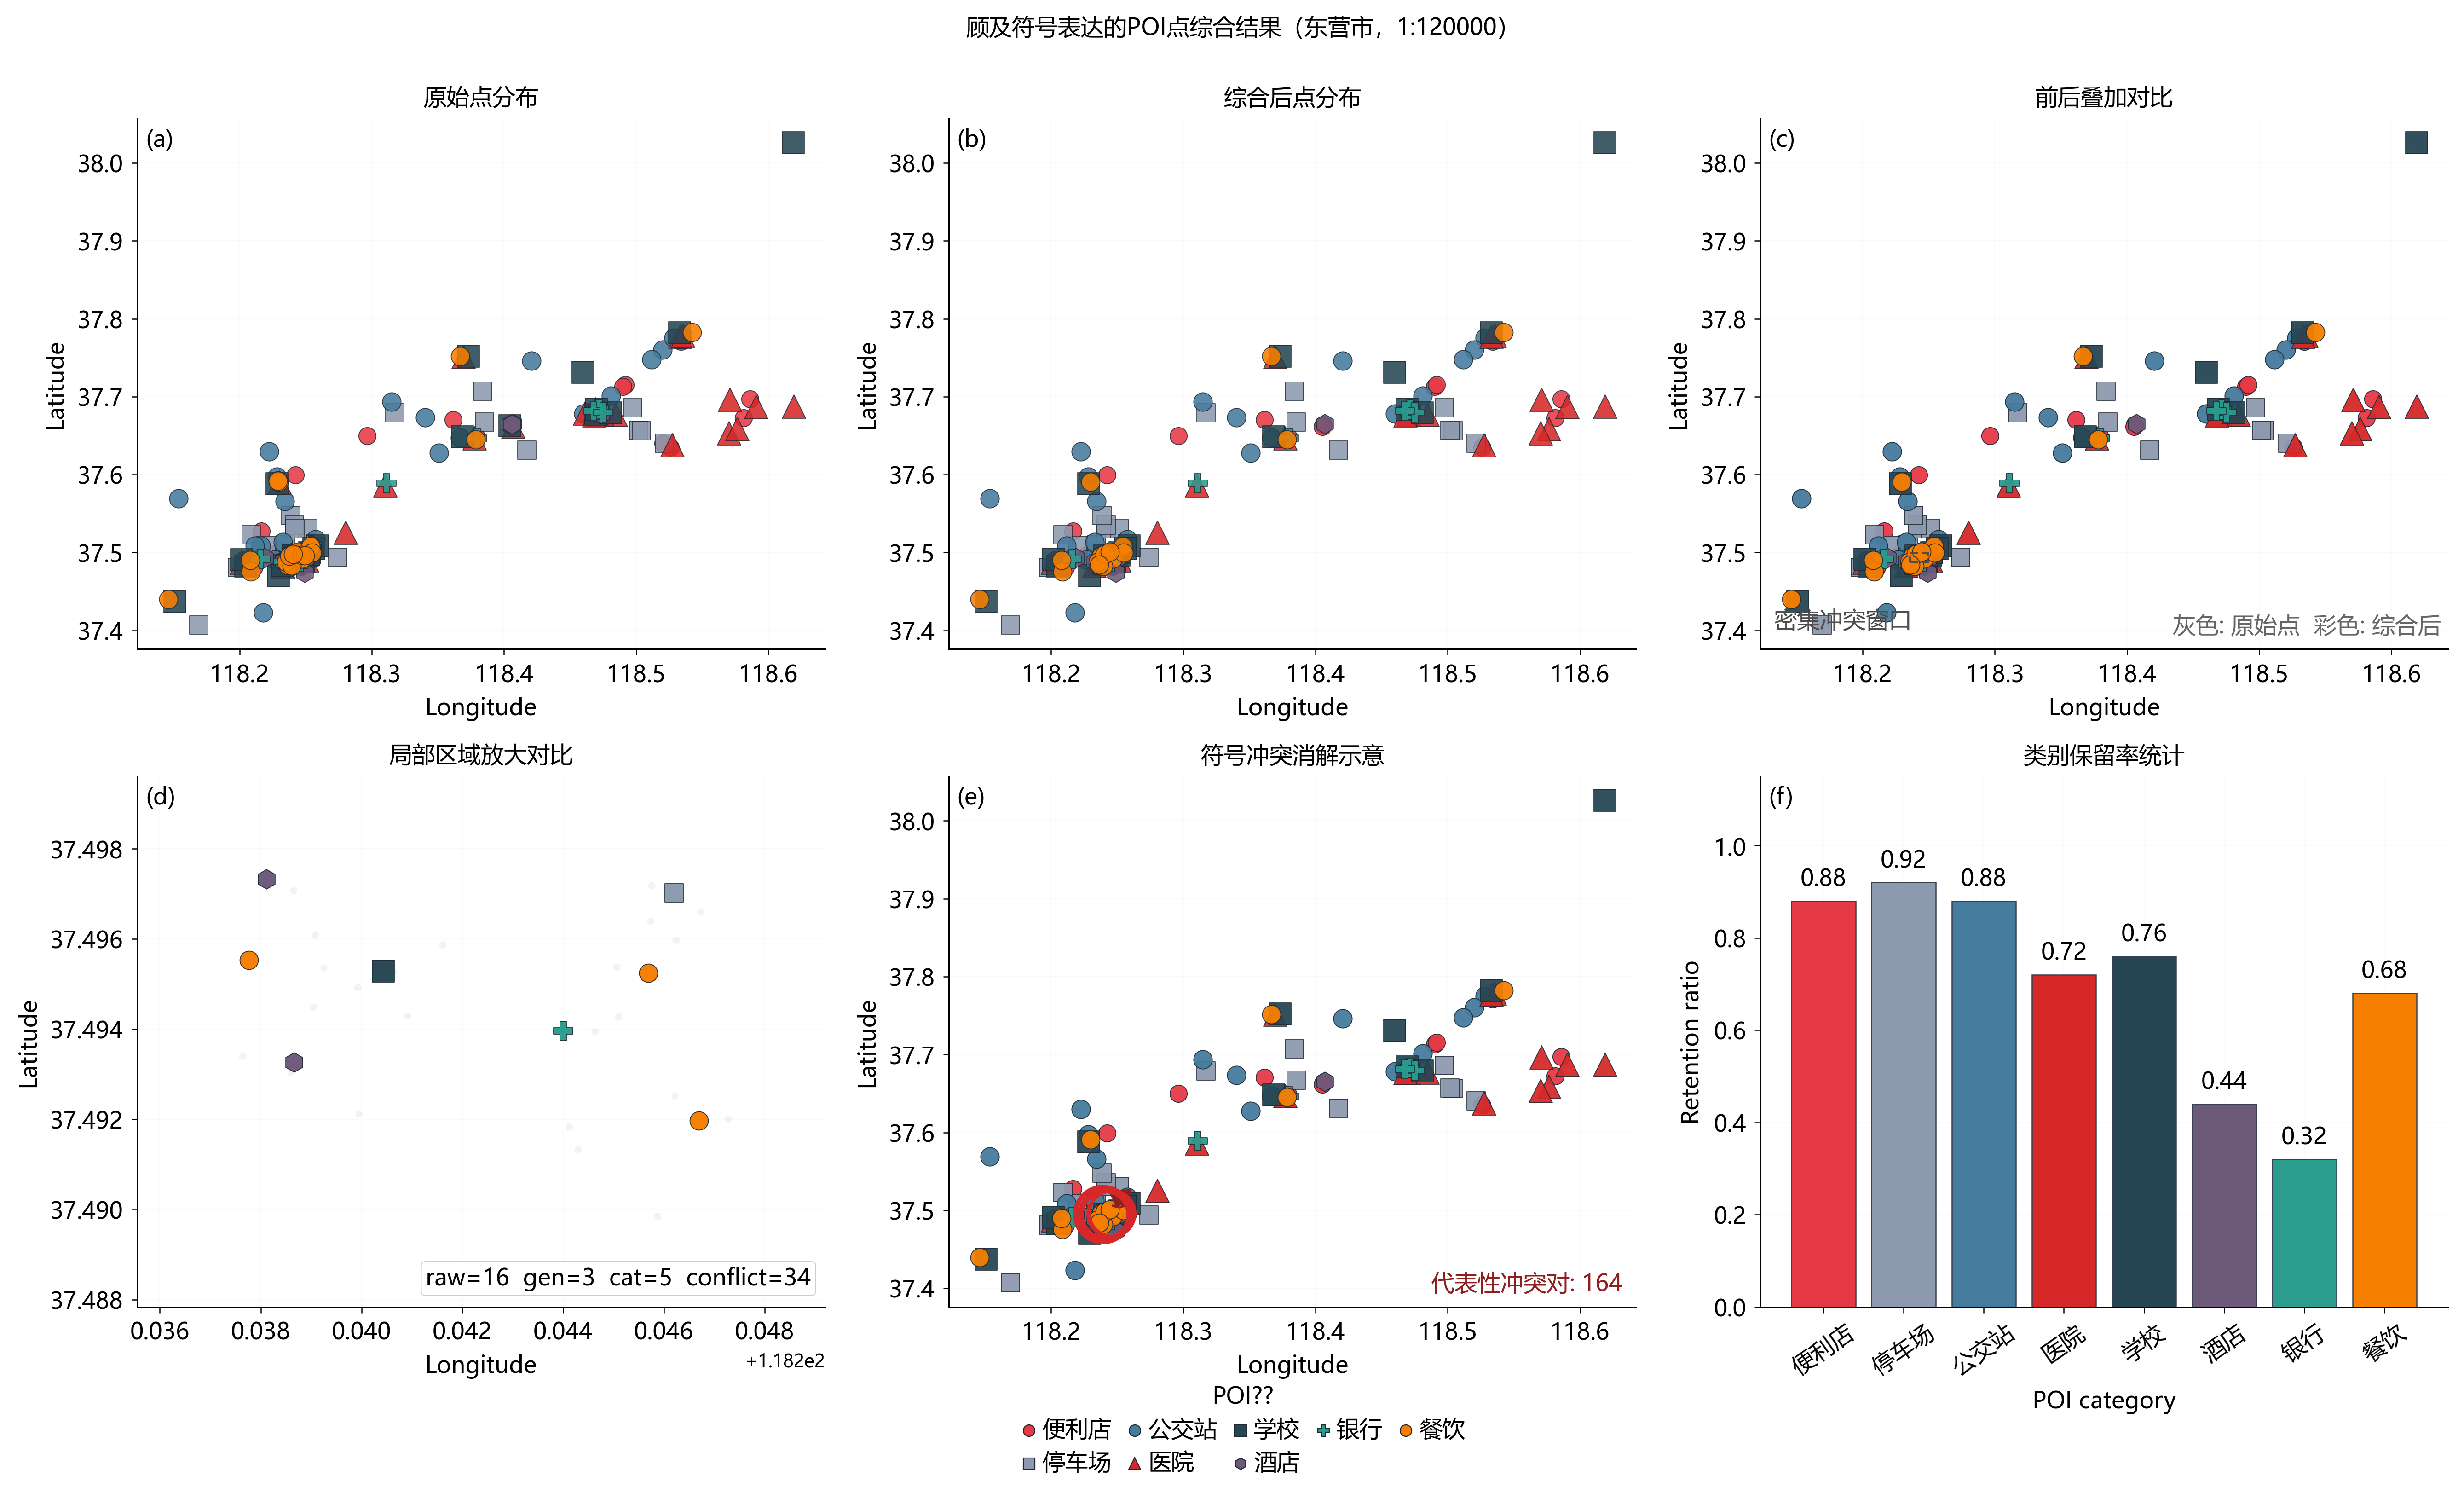 顾及符号表达的POI点综合结果（东营市，1:120000）
原始点分布
(a)
38.0
37.9
37.8
37.7
37.6
37.5
37.4
Latitude
118.2 118.3 118.4 118.5 118.6
Longitude
综合后点分布
(b)
38.0
37.9
37.8
37.7
37.6
37.5
37.4
Latitude
118.2 118.3 118.4 118.5 118.6
Longitude
前后叠加对比
(c)
38.0
37.9
37.8
37.7
37.6
37.5
37.4
Latitude
密集冲突窗口
灰色: 原始点 彩色: 综合后
118.2 118.3 118.4 118.5 118.6
Longitude
局部区域放大对比
(d)
37.498
37.496
37.494
37.492
37.490
37.488
Latitude
raw=16 gen=3 cat=5 conflict=34
0.036 0.038 0.040 0.042 0.044 0.046 0.048
+1.182e2
Longitude
符号冲突消解示意
(e)
38.0
37.9
37.8
37.7
37.6
37.5
37.4
Latitude
代表性冲突对: 164
118.2 118.3 118.4 118.5 118.6
Longitude
类别保留率统计
(f)
1.0
0.8
0.6
0.4
0.2
0.0
Retention ratio
0.88 0.92 0.88 0.72 0.76 0.44 0.32 0.68
便利店 停车场 公交站 医院 学校 酒店 银行 餐饮
POI category
POI??
便利店 公交站 学校 银行 餐饮
停车场 医院 酒店